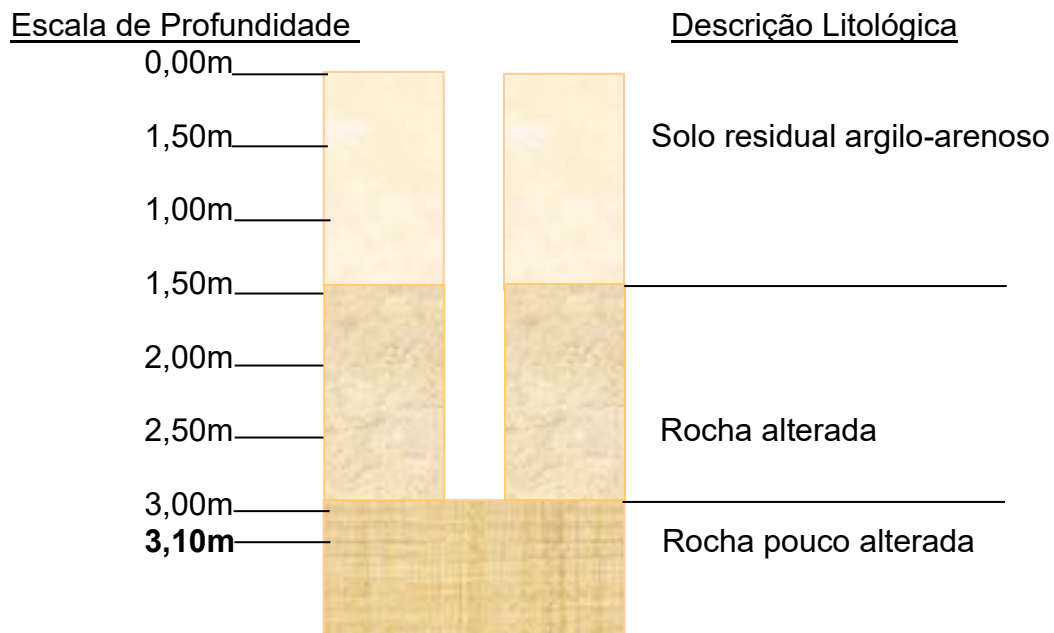 Escala de Profundidade
Descrição Litológica
0,00m
1,50m
Solo residual argilo-arenoso
1,00m
1,50m
2,00m
2,50m
Rocha alterada
3,00m
3,10m
Rocha pouco alterada